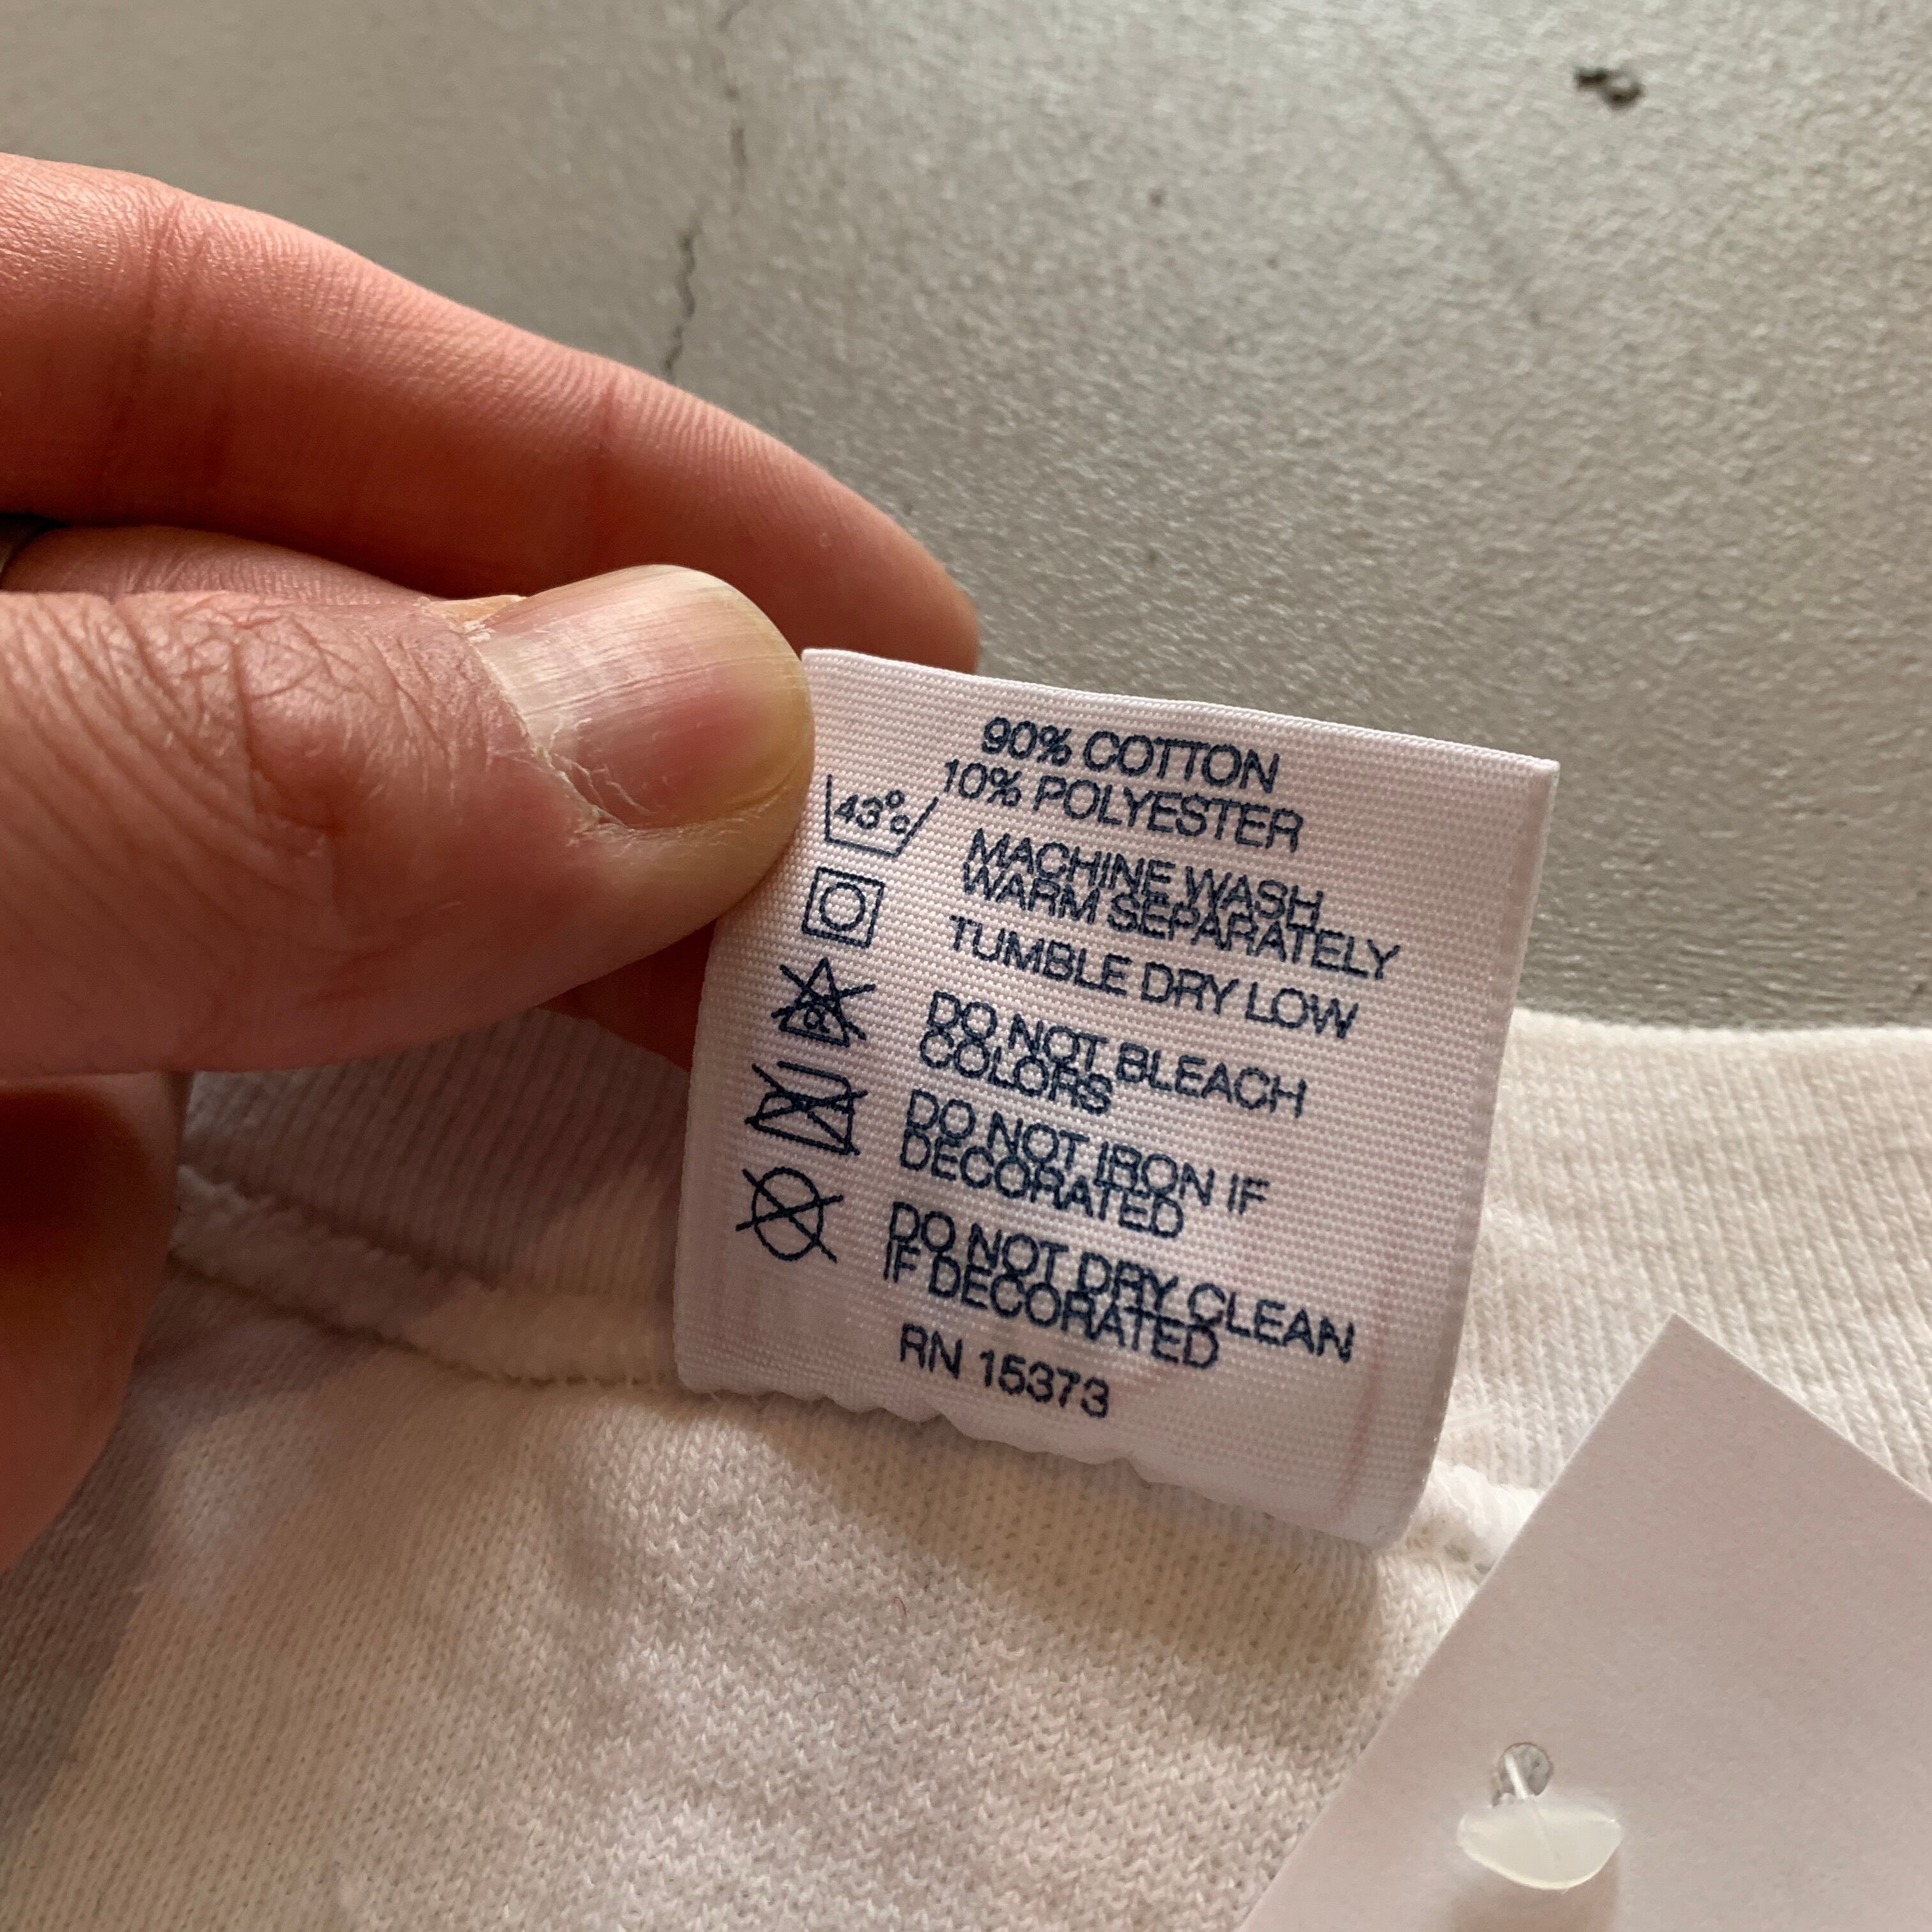 90% COTTON
10% POLYESTER
43°C
MACHINE WASH
WARM SEPARATELY
TUMBLE DRY LOW
Cl
DO NOT BLEACH
COLORS
DO NOT IRON IF
DECORATED
DO NOT DRY CLEAN
IF DECORATED
RN 15373